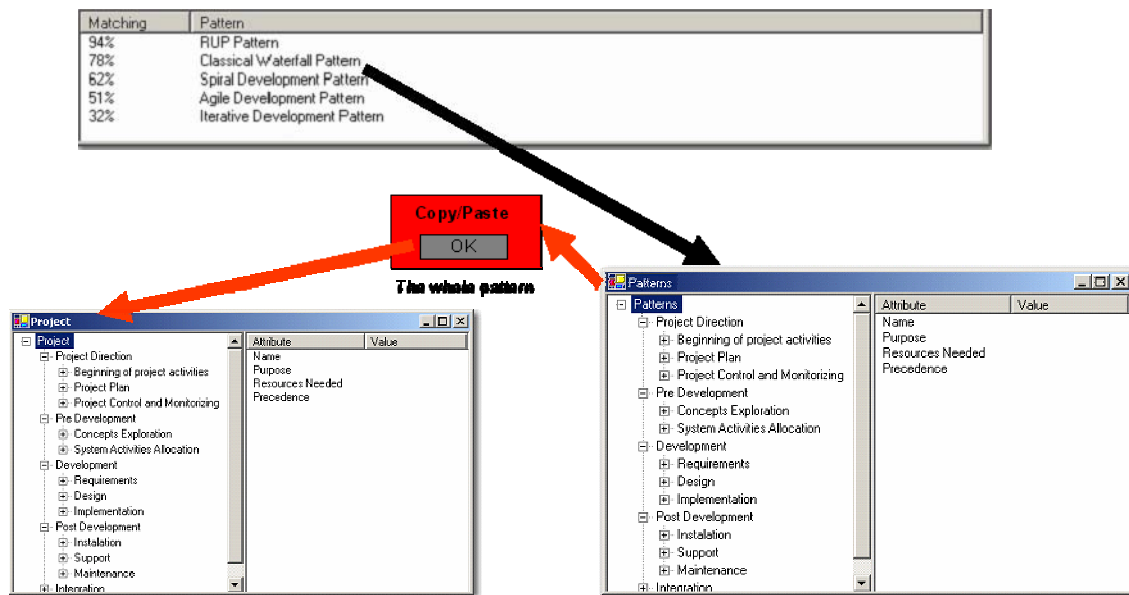 Matching Pattern
94% RUP Pattern
78% Classical Waterfall Pattern
62% Spiral Development Pattern
51% Agile Development Pattern
32% Iterative Development Pattern
Copy/Paste
OK
The whole pattern
Project
Project
Project Direction
Beginning of project activities
Project Plan
Project Control and Monitorizing
Pre Development
Concepts Exploration
System Activities Allocation
Development
Requirements
Design
Implementation
Post Development
Instalation
Support
Maintenance
Integration
Attribute Value
Name
Purpose
Resources Needed
Precedence
Patterns
Patterns
Project Direction
Beginning of project activities
Project Plan
Project Control and Monitorizing
Pre Development
Concepts Exploration
System Activities Allocation
Development
Requirements
Design
Implementation
Post Development
Instalation
Support
Maintenance
Integration
Attribute Value
Name
Purpose
Resources Needed
Precedence